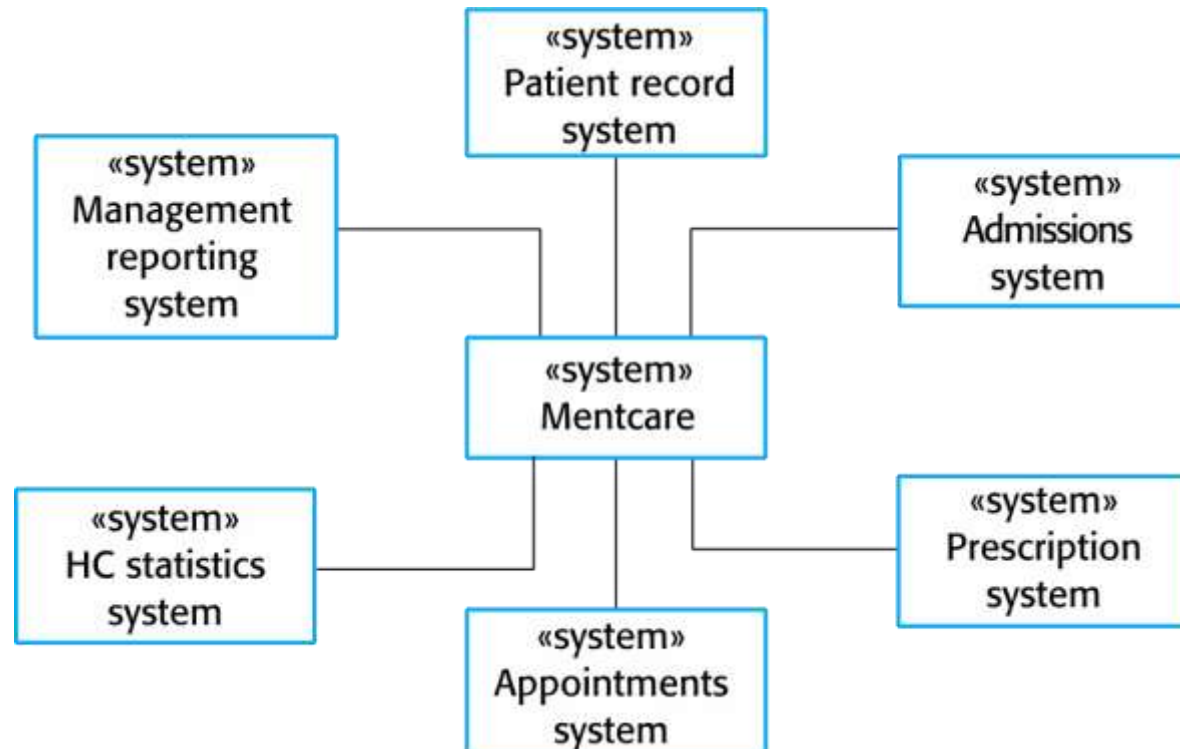 «system»
Patient record
system
«system»
Management
reporting
system
«system»
Admissions
system
«system»
Mentcare
«system»
HC statistics
system
«system»
Prescription
system
«system»
Appointments
system